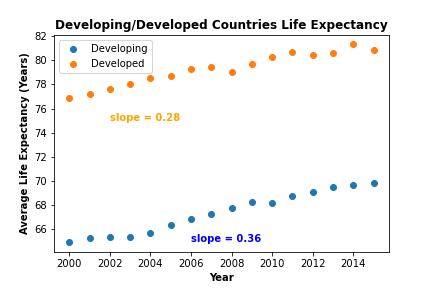 Developing/Developed Countries Life Expectancy
Average Life Expectancy (Years)
82
80
78
76
74
72
70
68
66
Developing
Developed
slope = 0.28
slope = 0.36
2000 2002 2004 2006 2008 2010 2012 2014
Year